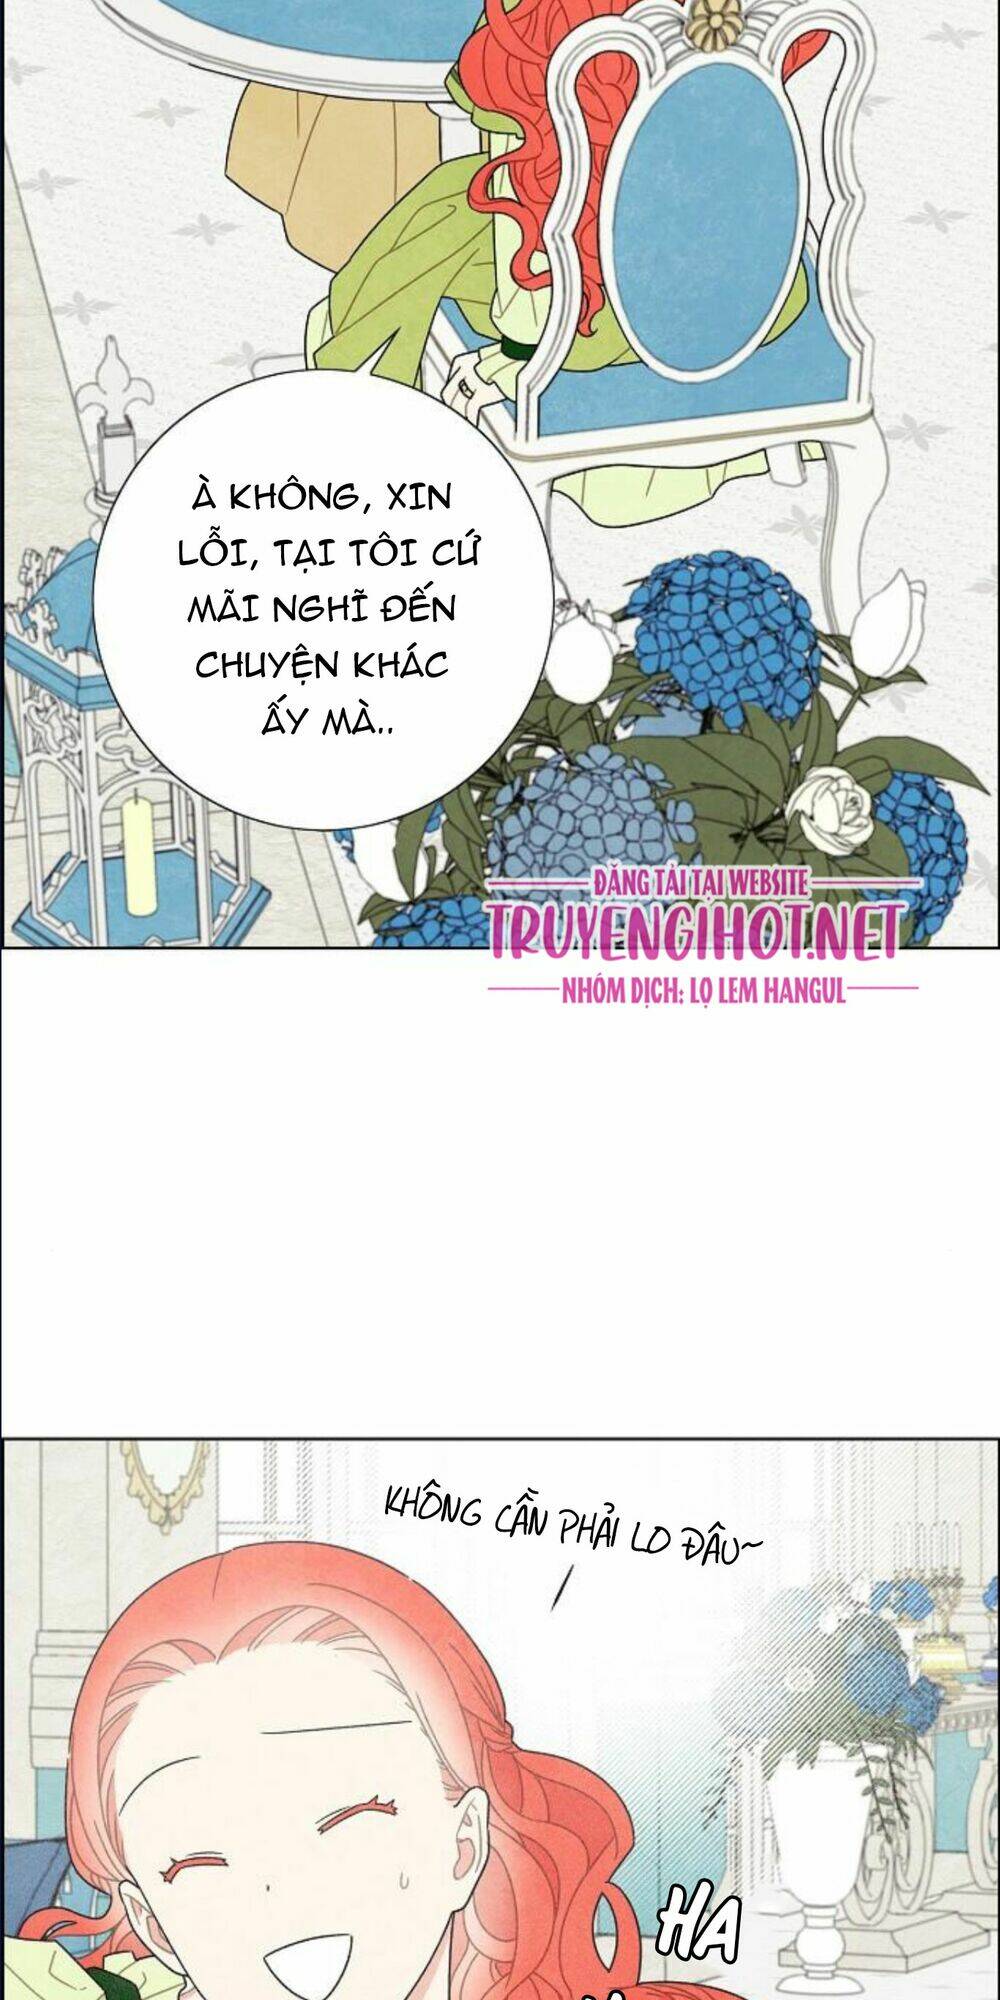 À KHÔNG, XIN
LỖI, TẠI TÔI CỨ
MÃI NGHĨ ĐẾN
CHUYỆN KHÁC
ẤY MÀ..
ĐĂNG TẢI TẠI WEBSITE
TRUYENGIHOT.NET
NHÓM DỊCH: LỌ LEM HANGUL
KHÔNG CẦN PHẢI LO ĐÂU~
HA